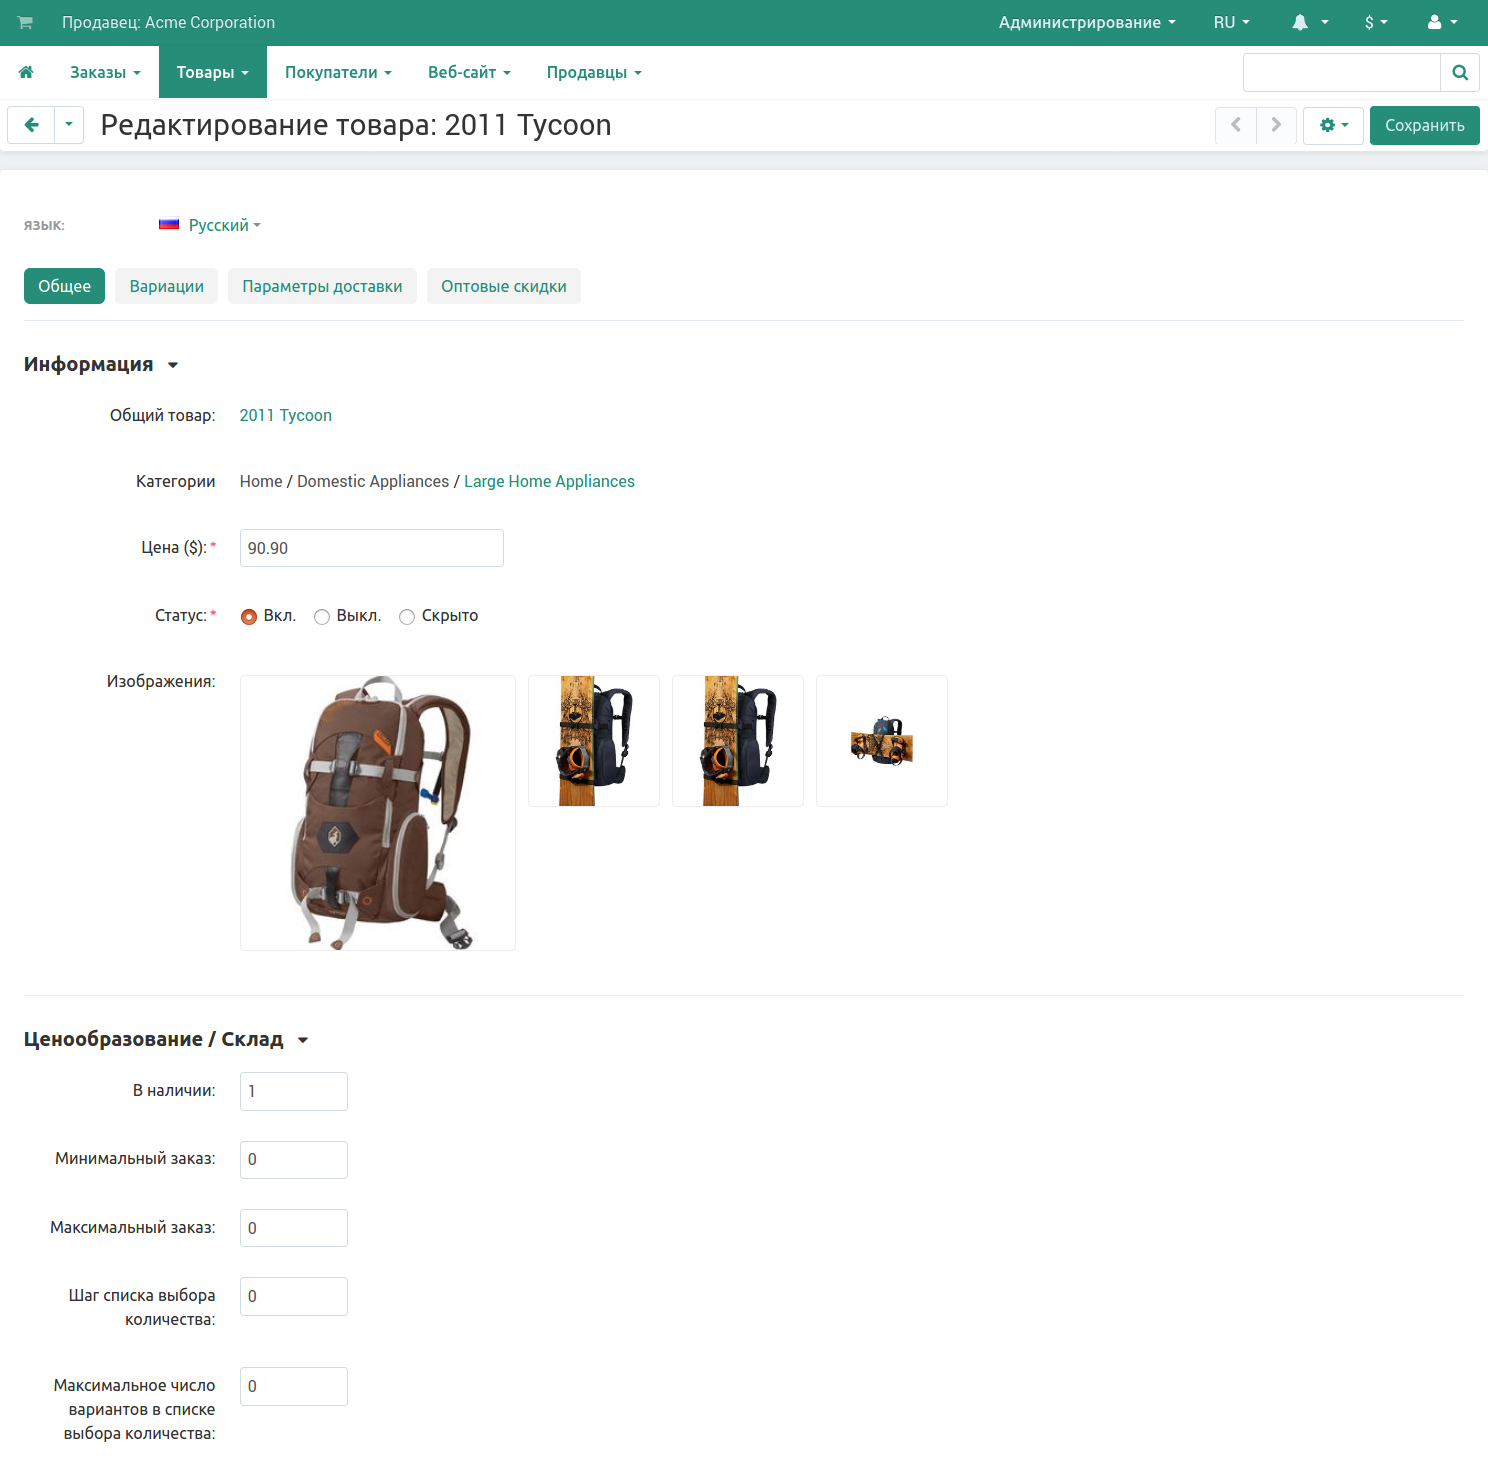 Продавец: Acme Corporation
Администрирование
RU
$
Заказы
Товары
Покупатели
Веб-сайт
Продавцы
Редактирование товара: 2011 Tycoon
Сохранить
ЯЗЫК:
Русский
Общее
Вариации
Параметры доставки
Оптовые скидки
Информация
Общий товар:
2011 Tycoon
Категории
Home / Domestic Appliances / Large Home Appliances
Цена ($):*
90.90
Статус:*
Вкл.
Выкл.
Скрыто
Изображения:
Ценообразование / Склад
В наличии:
1
Минимальный заказ:
0
Максимальный заказ:
0
Шаг списка выбора
количества:
0
Максимальное число
вариантов в списке
выбора количества:
0